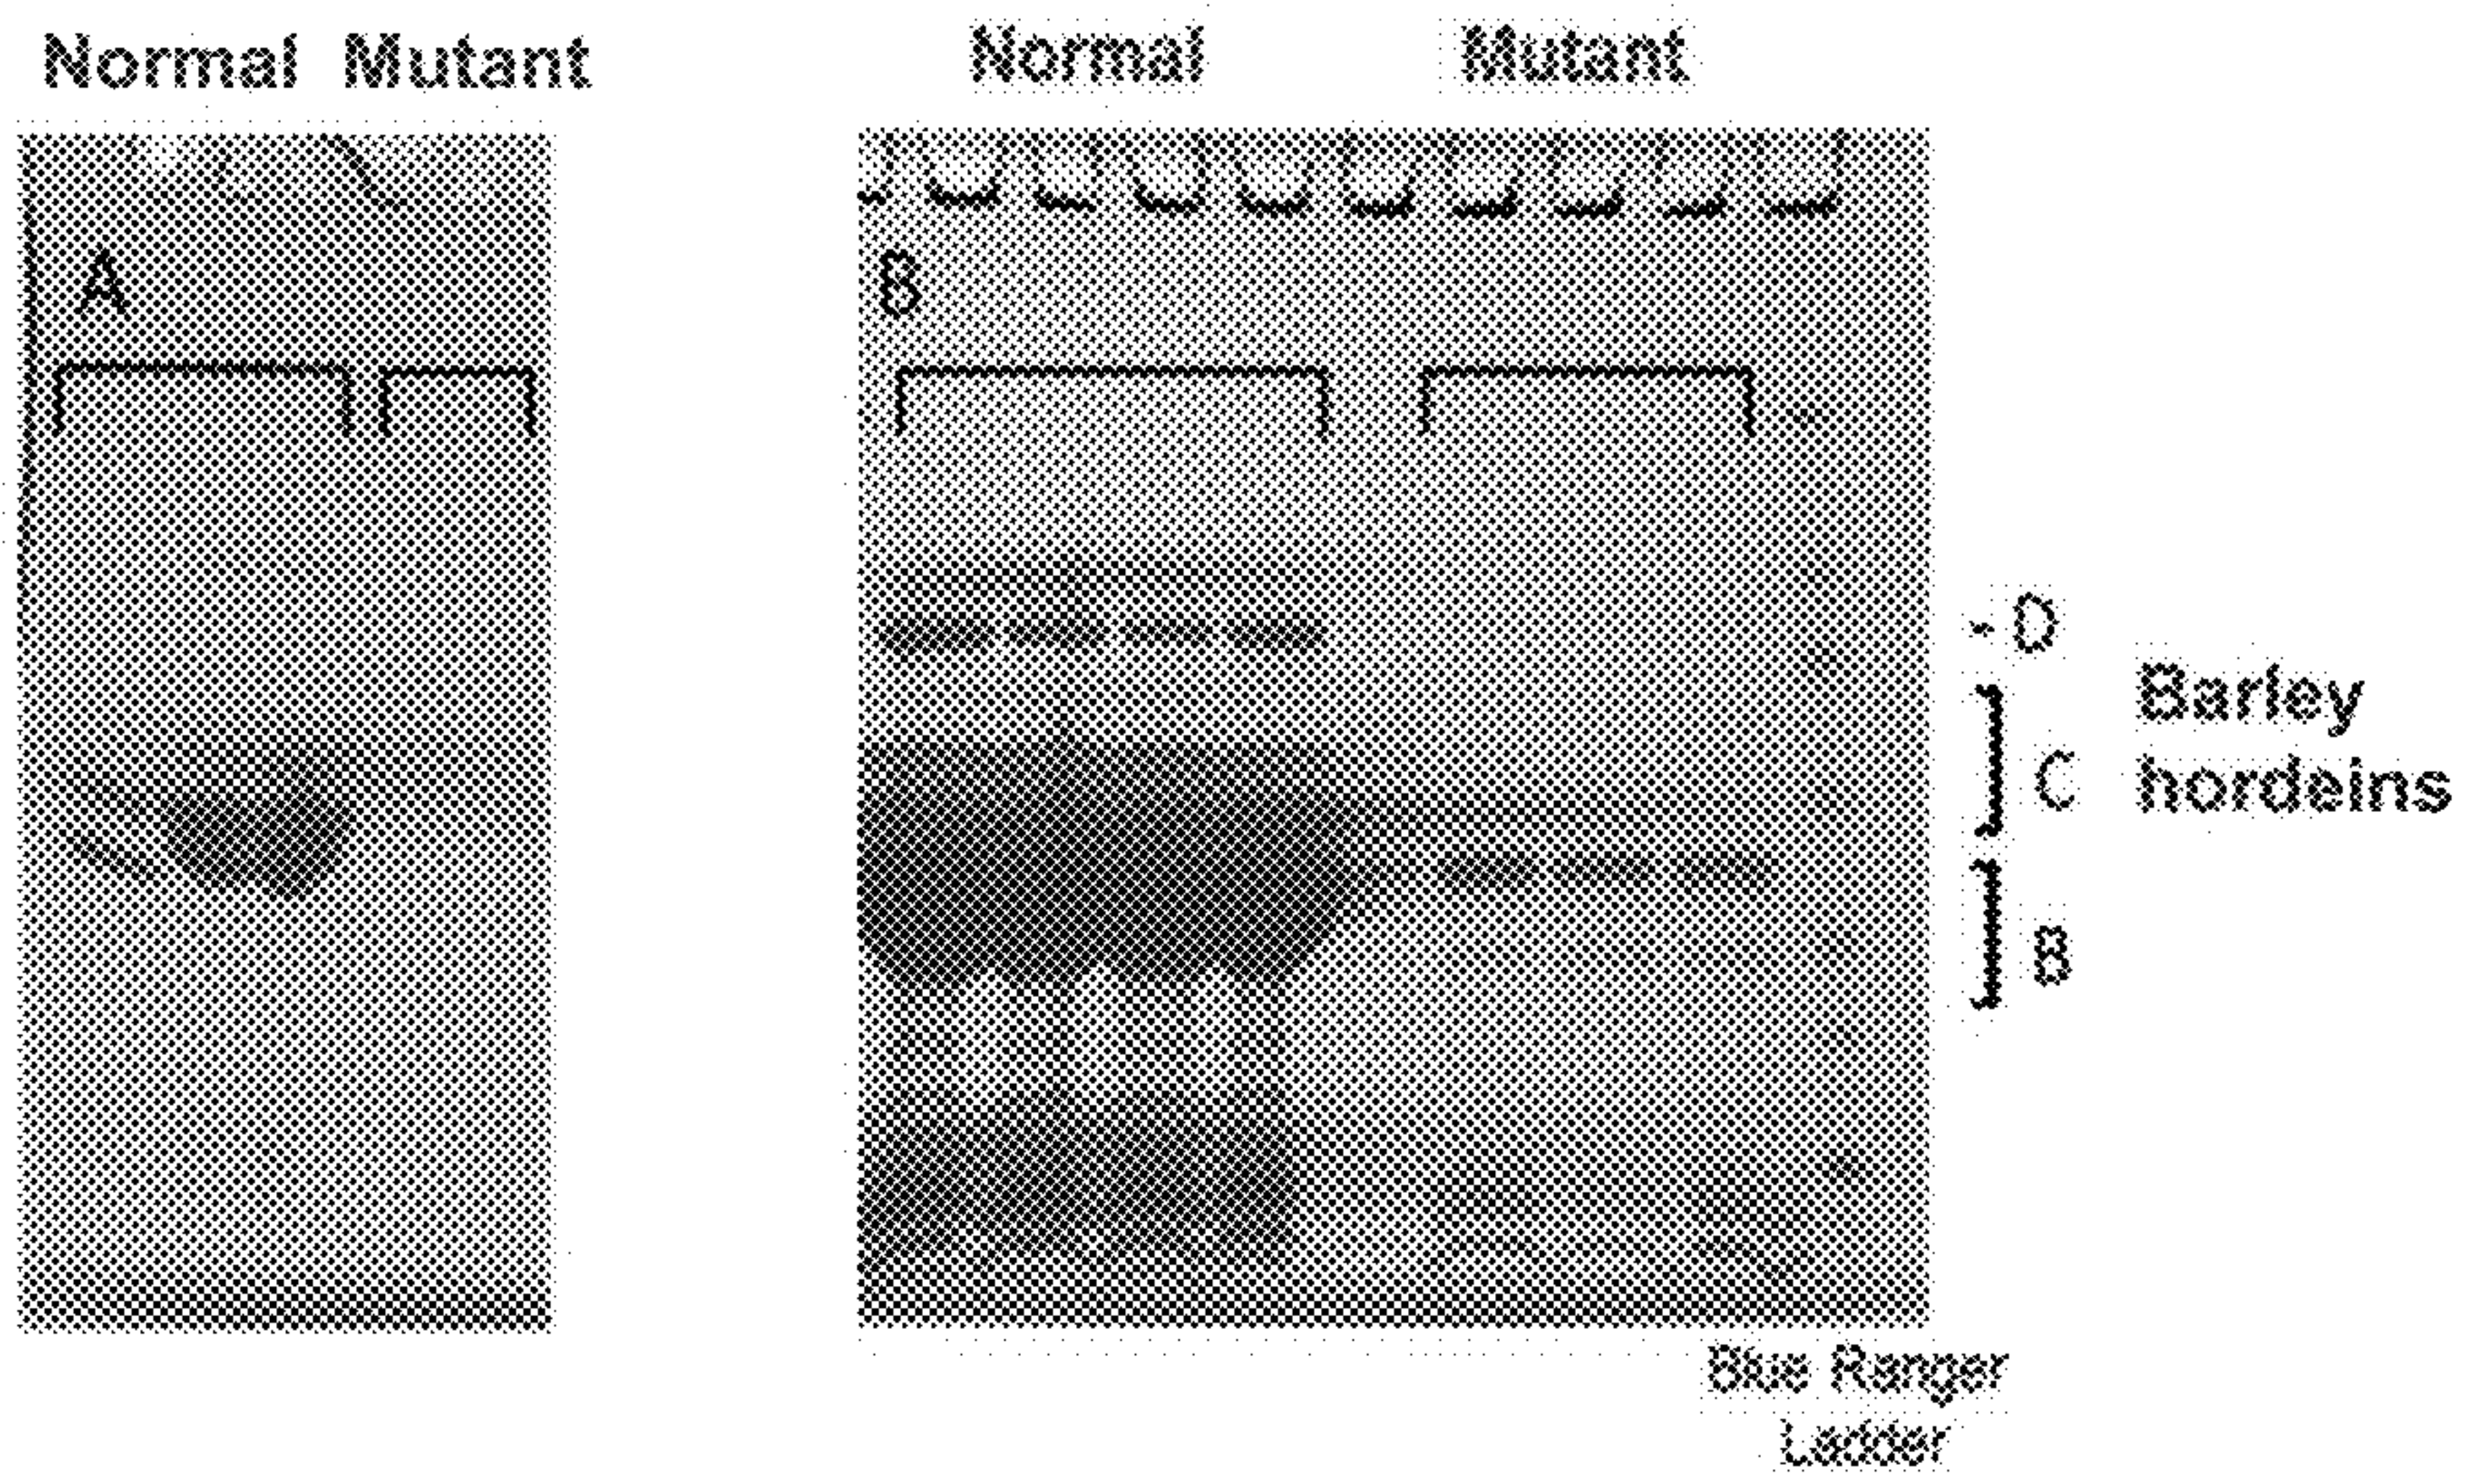 Normal Mutant
Normal Mutant
A
B
D
C
B
Barley
hordeins
Blue Ranger
Ladder